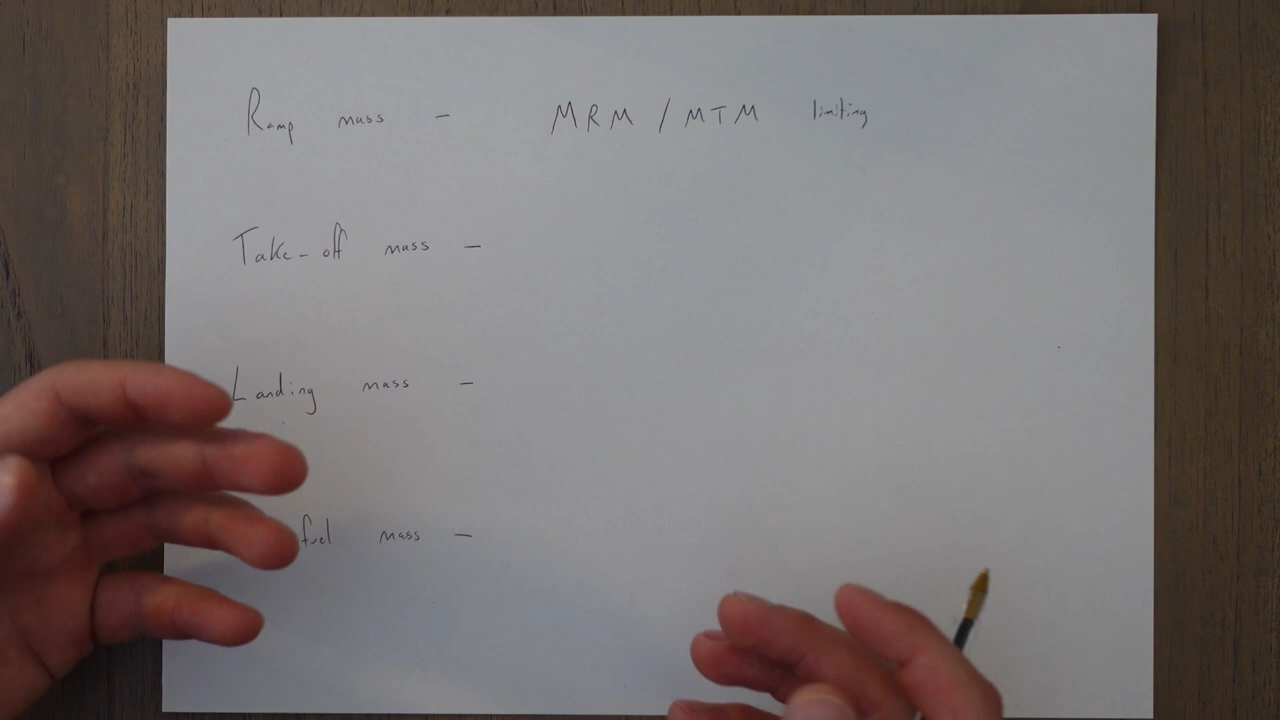 Ramp mass - MRM / MTM limiting
Take-off mass -
Landing mass -
fuel mass -